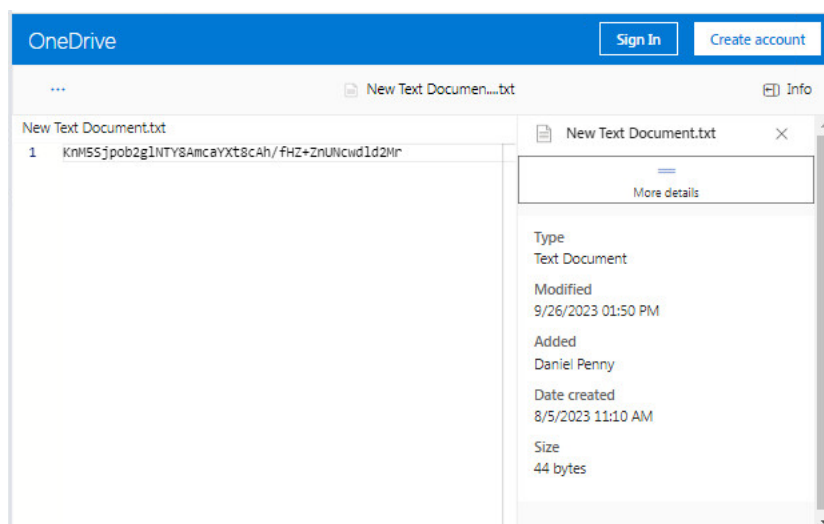 OneDrive
Sign In
Create account
...
New Text Documen....txt
Info
New Text Document.txt
1 KnM5Sjpob2glNTY8AmcaYXt8cAh/fHZ+ZnUNcwdld2Mr
New Text Document.txt
More details
Type
Text Document
Modified
9/26/2023 01:50 PM
Added
Daniel Penny
Date created
8/5/2023 11:10 AM
Size
44 bytes